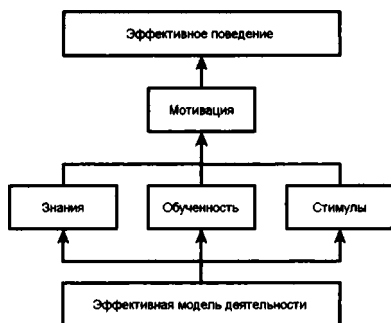 Эффективное поведение
Мотивация
Знания
Обученность
Стимулы
Эффективная модель деятельности